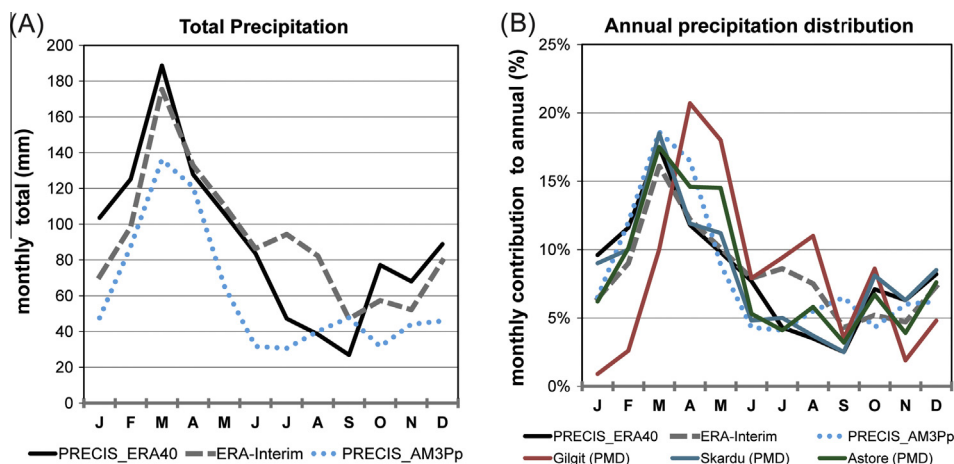 (A)
Total Precipitation
monthly total (mm)
200
180
160
140
120
100
80
60
40
20
0
J F M A M J J A S O N D
PRECIS_ERA40 ERA-Interim PRECIS_AM3Pp
(B)
Annual precipitation distribution
monthly contribution to annual (%)
25%
20%
15%
10%
5%
0%
J F M A M J J A S O N D
PRECIS_ERA40 ERA-Interim PRECIS_AM3Pp
Gilgit (PMD) Skardu (PMD) Astore (PMD)